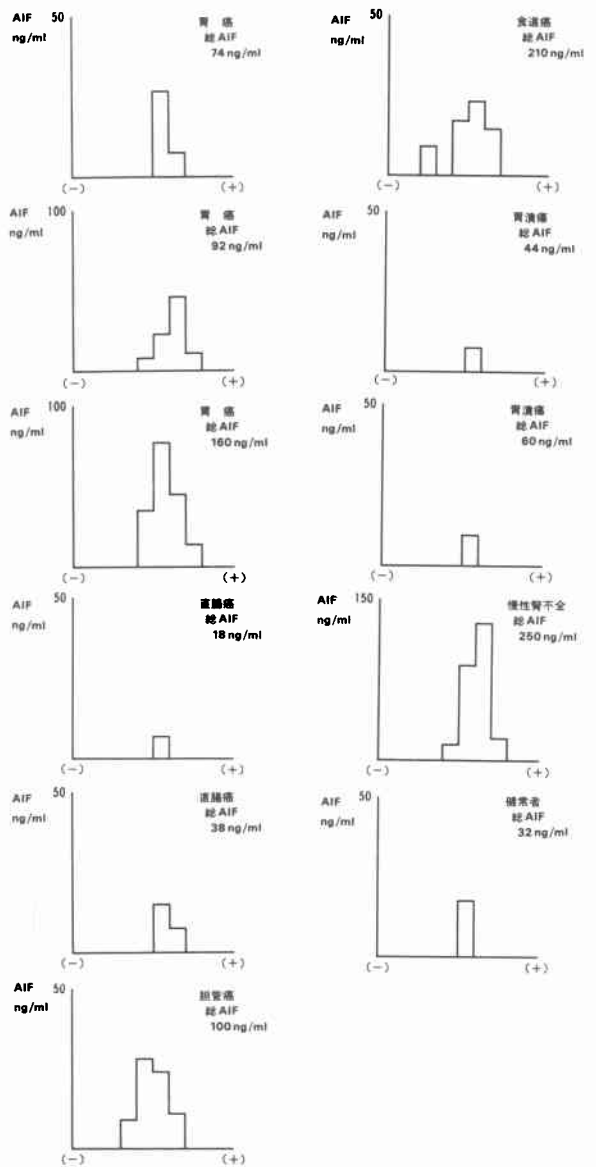 AIF 50
ng/ml
胃 癌
総 AIF
74 ng/ml
(−) (+)
AIF 100
ng/ml
胃 癌
総 AIF
92 ng/ml
(−) (+)
AIF 100
ng/ml
胃 癌
総 AIF
160 ng/ml
(−) (+)
AIF 50
ng/ml
直腸癌
総 AIF
18 ng/ml
(−) (+)
AIF 50
ng/ml
直腸癌
総 AIF
38 ng/ml
(−) (+)
AIF 50
ng/ml
胆管癌
総 AIF
100 ng/ml
(−) (+)
AIF 50
ng/ml
食道癌
総 AIF
210 ng/ml
(−) (+)
AIF 50
ng/ml
胃潰瘍
総 AIF
44 ng/ml
(−) (+)
AIF 50
ng/ml
胃潰瘍
総 AIF
60 ng/ml
(−) (+)
AIF 150
ng/ml
慢性腎不全
総 AIF
250 ng/ml
(−) (+)
AIF 50
ng/ml
健常者
総 AIF
32 ng/ml
(−) (+)